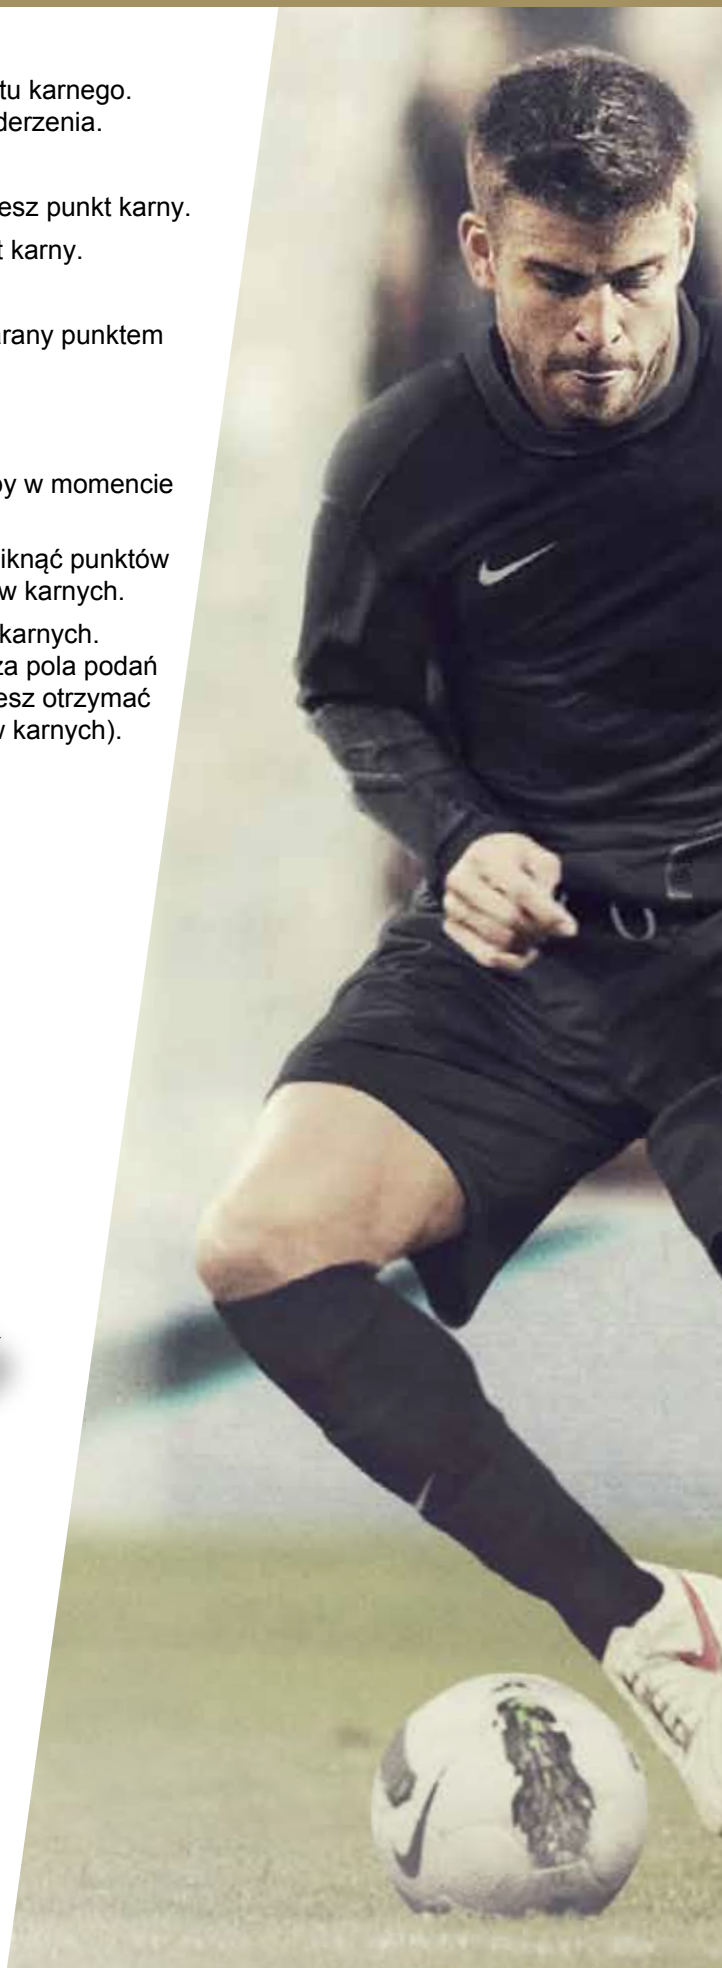 tu karnego.
derzenia.
esz punkt karny.
t karny.
arany punktem
by w momencie
iknąć punktów
w karnych.
karnych.
za pola podań
esz otrzymać
w karnych).